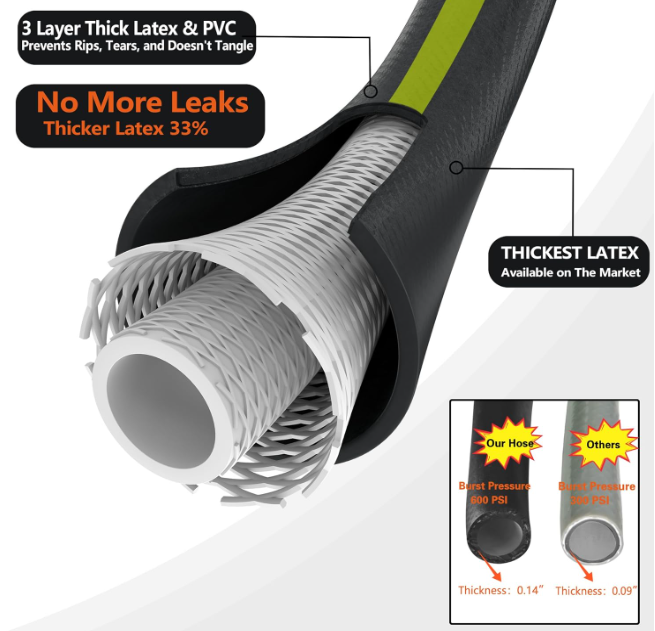 3 Layer Thick Latex & PVC
Prevents Rips, Tears, and Doesn't Tangle
No More Leaks
Thicker Latex 33%
THICKEST LATEX
Available on The Market
Our Hose
Others
Burst Pressure
600 PSI
Burst Pressure
PSI
Thickness: 0.14"
Thickness: 0.09"